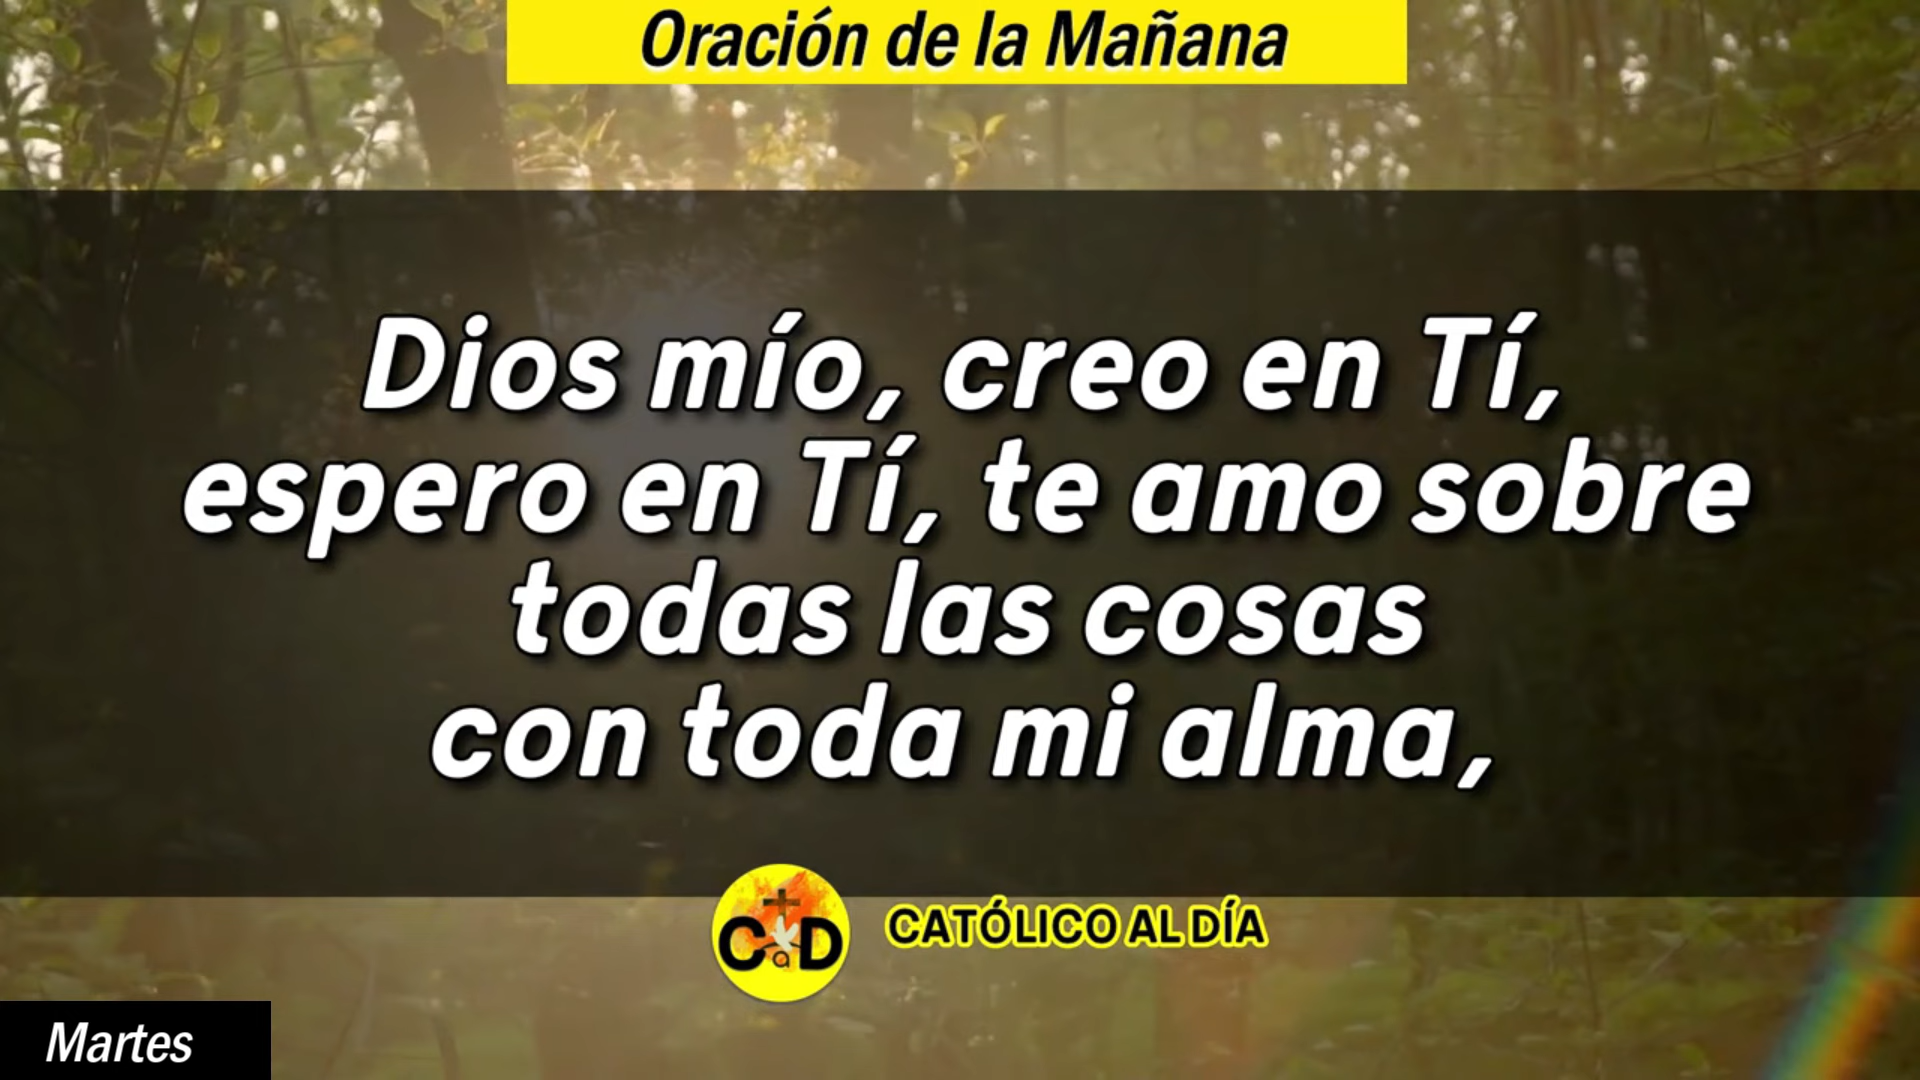 Oración de la Mañana
Dios mío, creo en Tí,
espero en Tí, te amo sobre
todas las cosas
con toda mi alma,
CaD
CATÓLICO AL DÍA
Martes